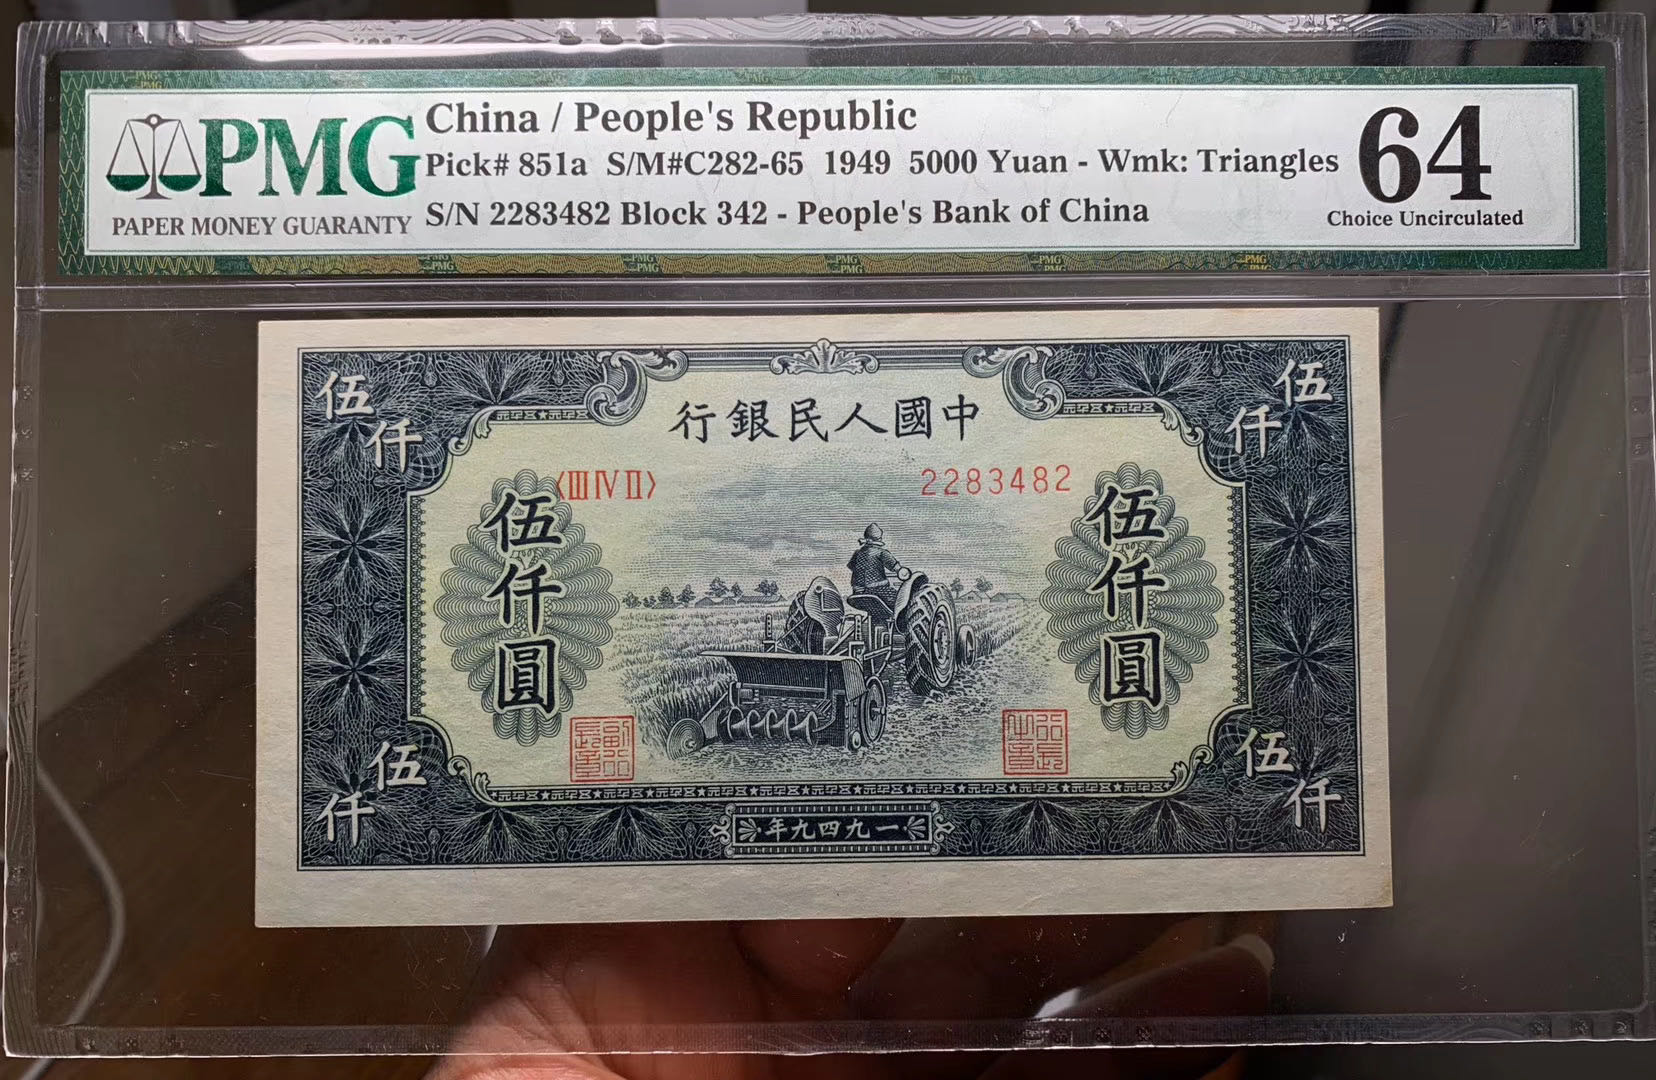 PMG
PAPER MONEY GUARANTY
China / People's Republic
Pick# 851a S/M#C282-65 1949 5000 Yuan - Wmk: Triangles
S/N 2283482 Block 342 - People's Bank of China
64
Choice Uncirculated
伍仟
伍仟
行銀民人國中
〈III IV II〉
2283482
伍仟圓
伍仟圓
伍仟
伍仟
年九四九一